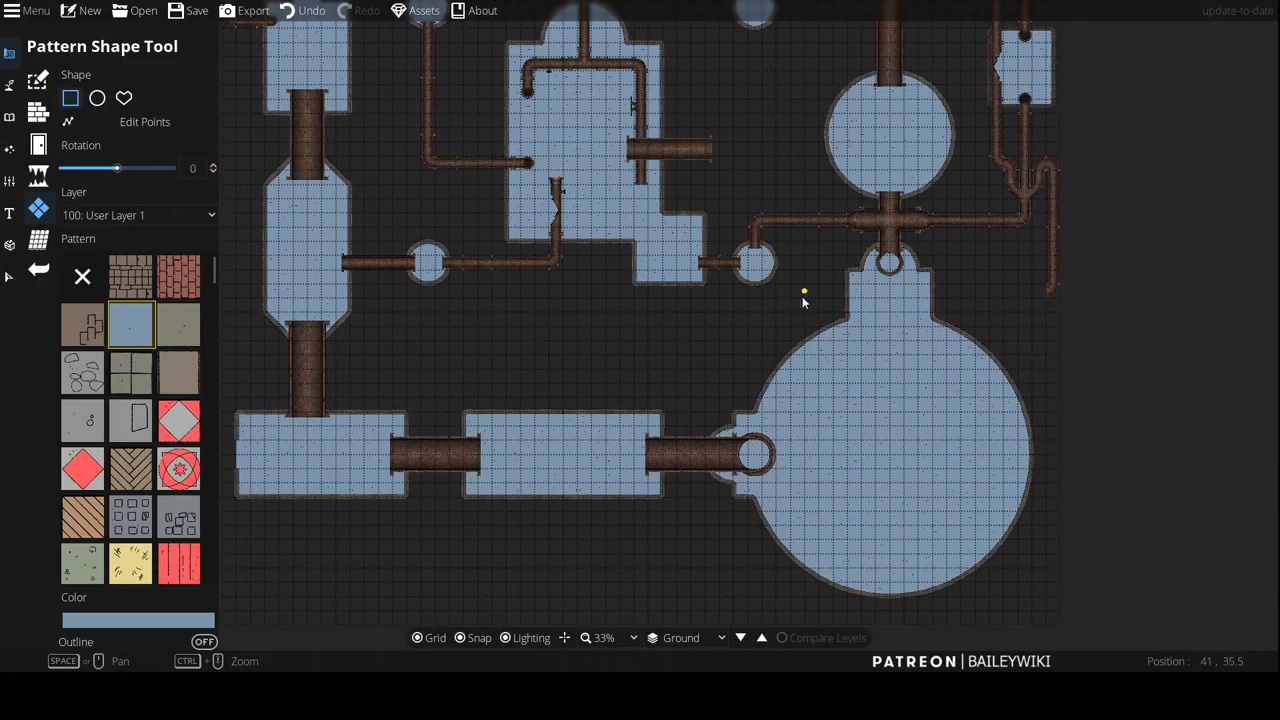 Menu New Open Save Export Undo Redo Assets About update-to-date
Pattern Shape Tool
Shape
Edit Points
Rotation
0
Layer
100: User Layer 1
Pattern
Color
Outline OFF
Grid Snap Lighting 33% Ground Compare Levels
SPACE or Pan CTRL + Zoom PATREON | BAILEYWIKI Position : 41 , 35.5